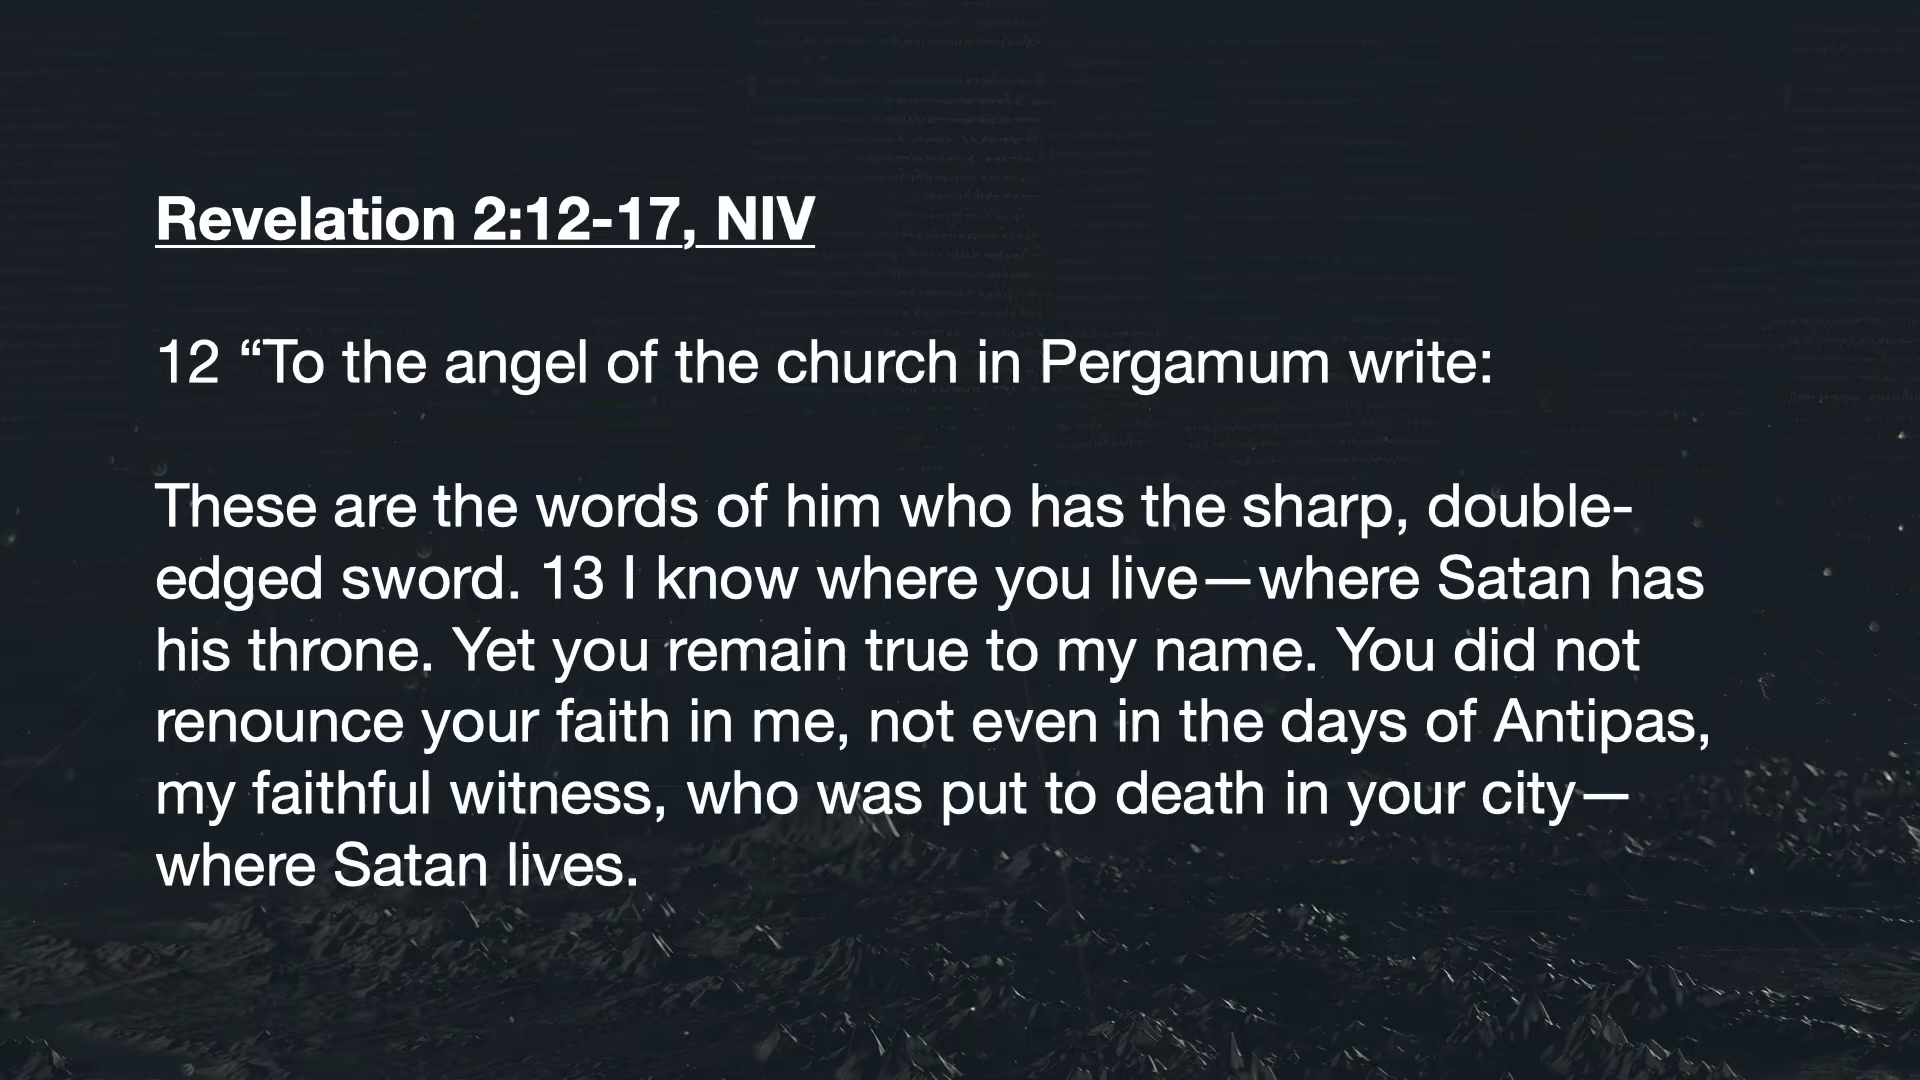 Revelation 2:12-17, NIV
12 “To the angel of the church in Pergamum write:
These are the words of him who has the sharp, double-
edged sword. 13 I know where you live—where Satan has
his throne. Yet you remain true to my name. You did not
renounce your faith in me, not even in the days of Antipas,
my faithful witness, who was put to death in your city—
where Satan lives.